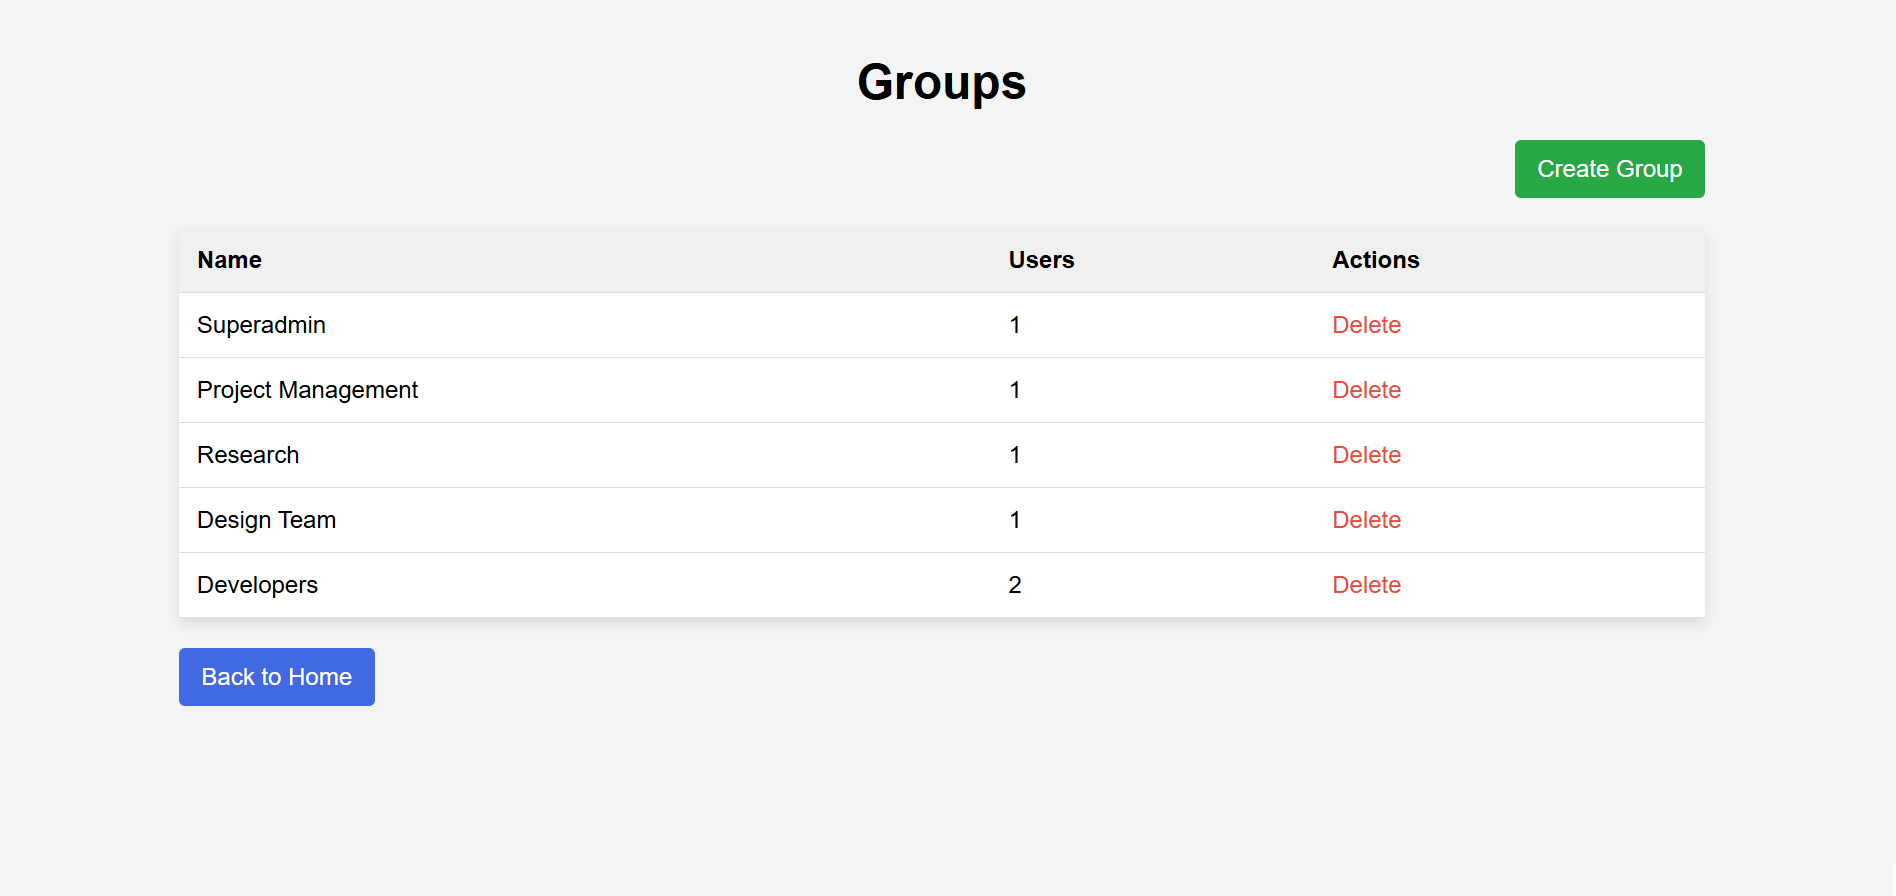 Groups
Create Group
Name Users Actions
Superadmin 1 Delete
Project Management 1 Delete
Research 1 Delete
Design Team 1 Delete
Developers 2 Delete
Back to Home